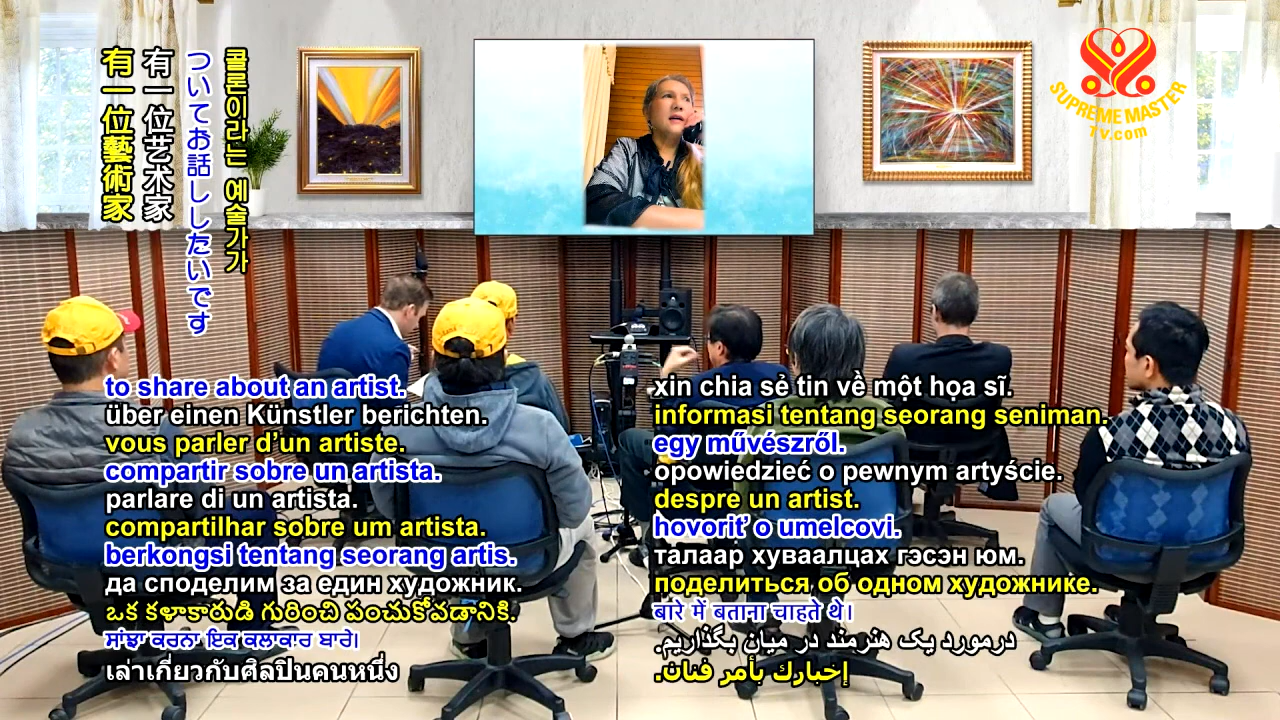 有一位藝術家
有一位艺术家
ついてお話ししたいです
콜론이라는 예술가가
SUPREME MASTER
TV.com
to share about an artist.
über einen Künstler berichten.
vous parler d’un artiste.
compartir sobre un artista.
parlare di un artista.
compartilhar sobre um artista.
berkongsi tentang seorang artis.
да споделим за един художник.
ఒక కళాకారుడి గురించి పంచుకోవడానికి.
ਸਾਂਝਾ ਕਰਨਾ ਇਕ ਕਲਾਕਾਰ ਬਾਰੇ।
เล่าเกี่ยวกับศิลปินคนหนึ่ง
xin chia sẻ tin về một họa sĩ.
informasi tentang seorang seniman.
egy művészről.
opowiedzieć o pewnym artyście.
despre un artist.
hovoriť o umelcovi.
талаар хуваалцах гэсэн юм.
поделиться об одном художнике.
बारे में बताना चाहते थे।
درمورد یک هنرمند در میان بگذاریم.
إخبارك بأمر فنان.